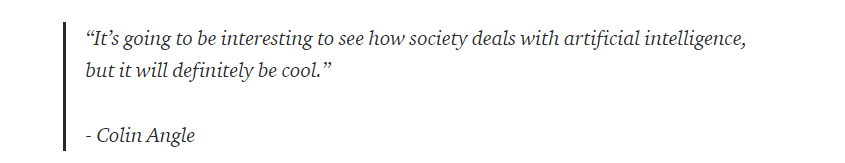 “It’s going to be interesting to see how society deals with artificial intelligence,
but it will definitely be cool.”
- Colin Angle